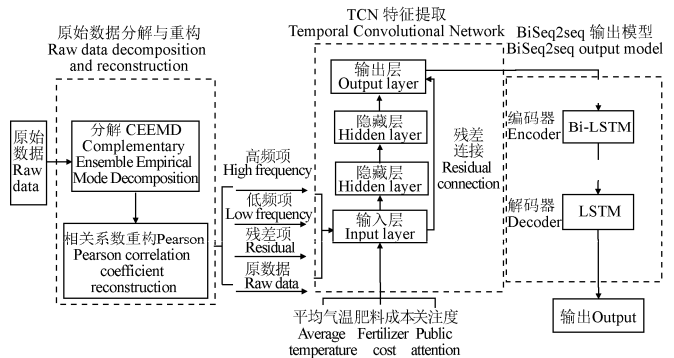 原始数据分解与重构
Raw data decomposition
and reconstruction
TCN 特征提取
Temporal Convolutional Network
BiSeq2seq 输出模型
BiSeq2seq output model
原始
数据
Raw
data
分解 CEEMD
Complementary
Ensemble Empirical
Mode Decomposition
相关系数重构Pearson
Pearson correlation
coefficient
reconstruction
高频项
High frequency
低频项
Low frequency
残差项
Residual
原数据
Raw data
输出层
Output layer
隐藏层
Hidden layer
隐藏层
Hidden layer
输入层
Input layer
残差
连接
Residual
connection
平均气温
Average
temperature
肥料成本
Fertilizer
cost
关注度
Public
attention
编码器
Encoder
Bi-LSTM
解码器
Decoder
LSTM
输出Output